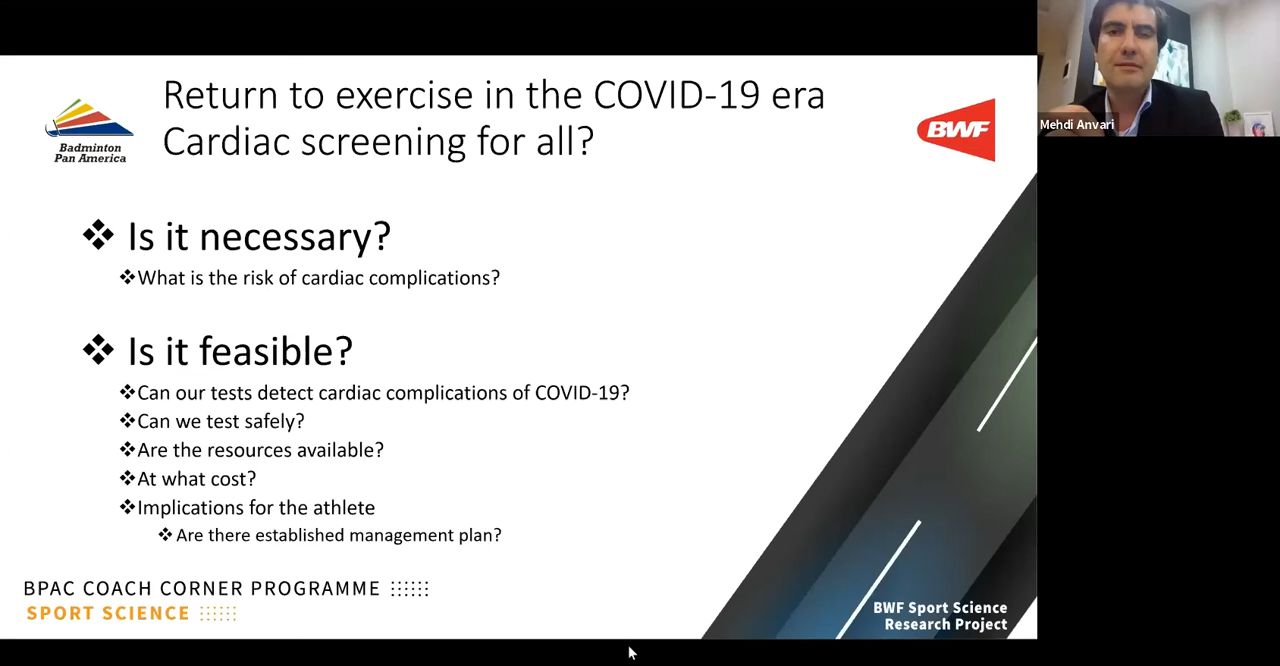 Return to exercise in the COVID-19 era
Cardiac screening for all?
Badminton
Pan America
BWF
Mehdi Anvari
Is it necessary?
What is the risk of cardiac complications?
Is it feasible?
Can our tests detect cardiac complications of COVID-19?
Can we test safely?
Are the resources available?
At what cost?
Implications for the athlete
Are there established management plan?
BPAC COACH CORNER PROGRAMME
SPORT SCIENCE
BWF Sport Science
Research Project